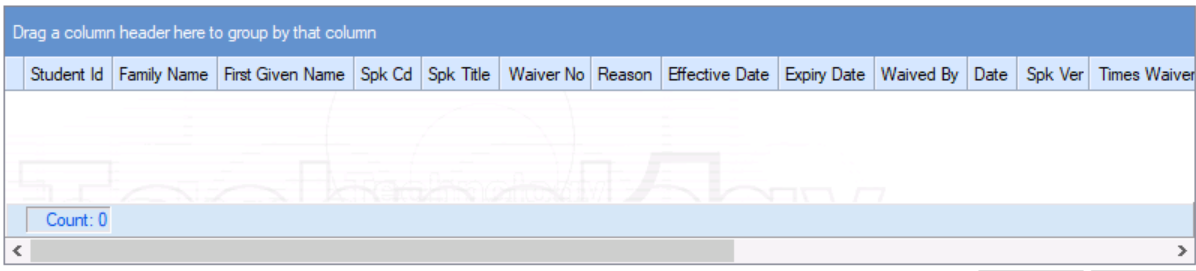 Drag a column header here to group by that column
Student Id Family Name First Given Name Spk Cd Spk Title Waiver No Reason Effective Date Expiry Date Waived By Date Spk Ver Times Waiver
Technology
Count: 0